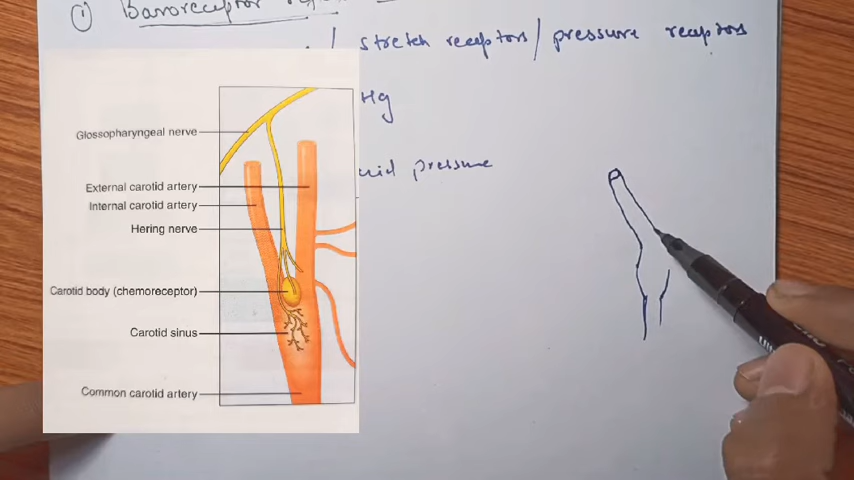 ① Baroreceptor
/ stretch receptors / pressure receptors
Hg
pressure
Glossopharyngeal nerve
External carotid artery
Internal carotid artery
Hering nerve
Carotid body (chemoreceptor)
Carotid sinus
Common carotid artery